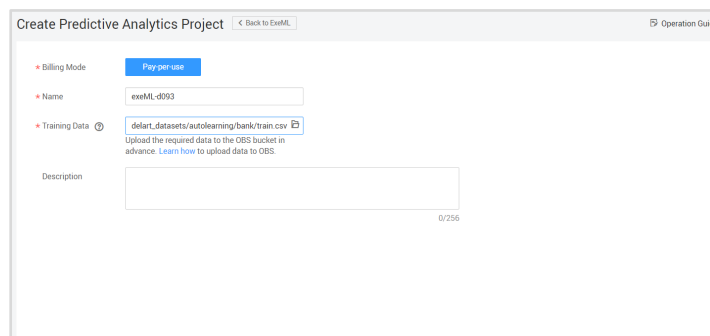 Create Predictive Analytics Project < Back to ExeML Operation Gui
* Billing Mode Pay-per-use
* Name exeML-d093
* Training Data ? delart_datasets/autolearning/bank/train.csv
Upload the required data to the OBS bucket in
advance. Learn how to upload data to OBS.
Description
0/256